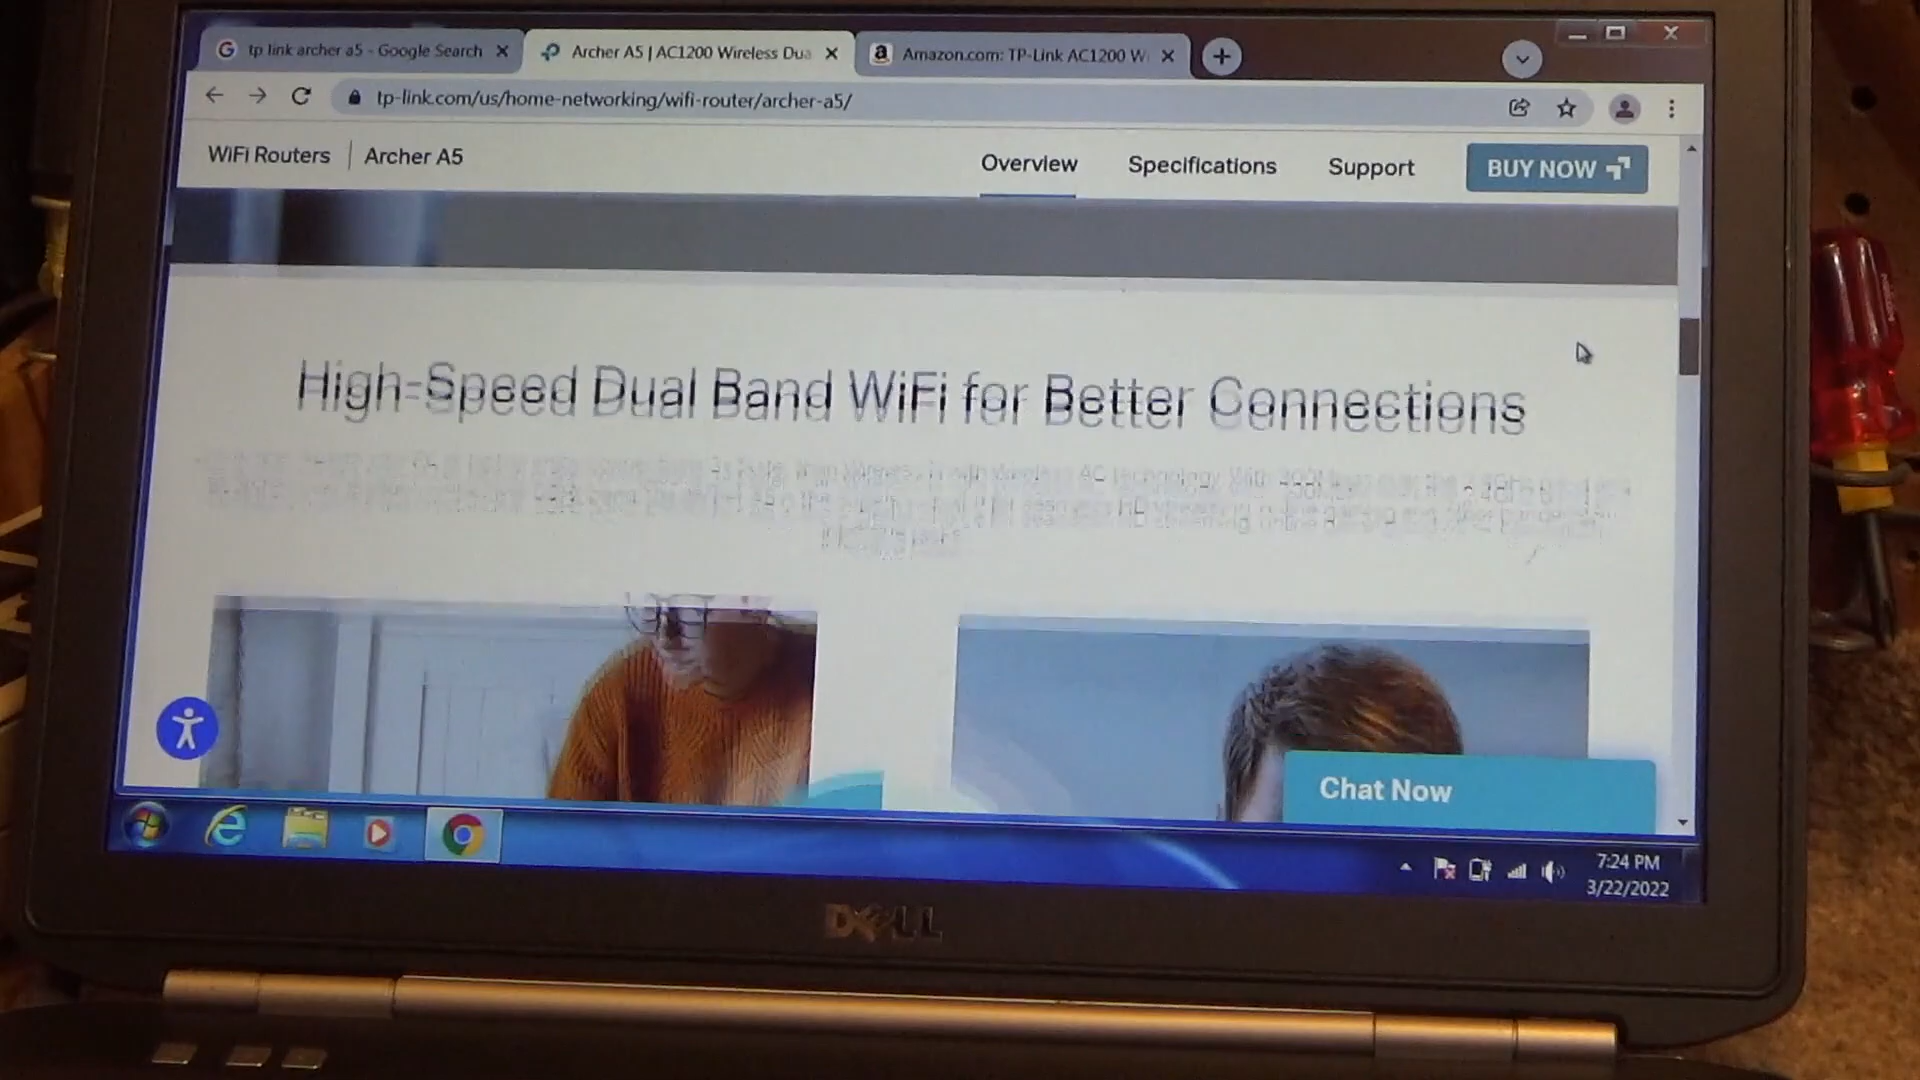 tp link archer a5 - Google Search
Archer A5 | AC1200 Wireless Dua
Amazon.com: TP-Link AC1200 W
tp-link.com/us/home-networking/wifi-router/archer-a5/
WiFi Routers | Archer A5
Overview
Specifications
Support
BUY NOW
High-Speed Dual Band WiFi for Better Connections
Chat Now
7:24 PM
3/22/2022
DELL